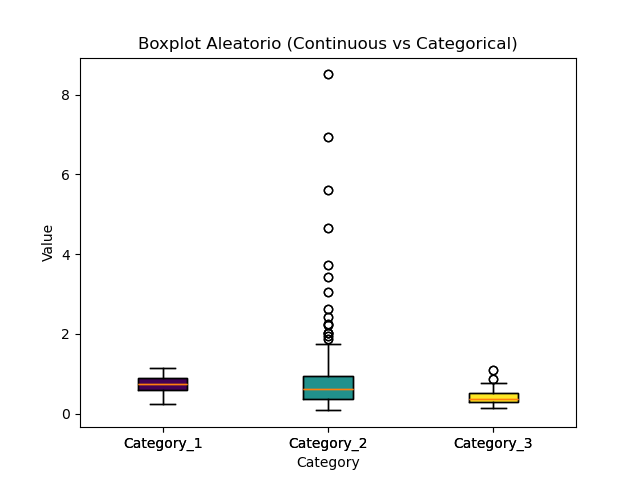 Boxplot Aleatorio (Continuous vs Categorical)
8
6
4
2
0
Value
Category_1 Category_2 Category_3
Category